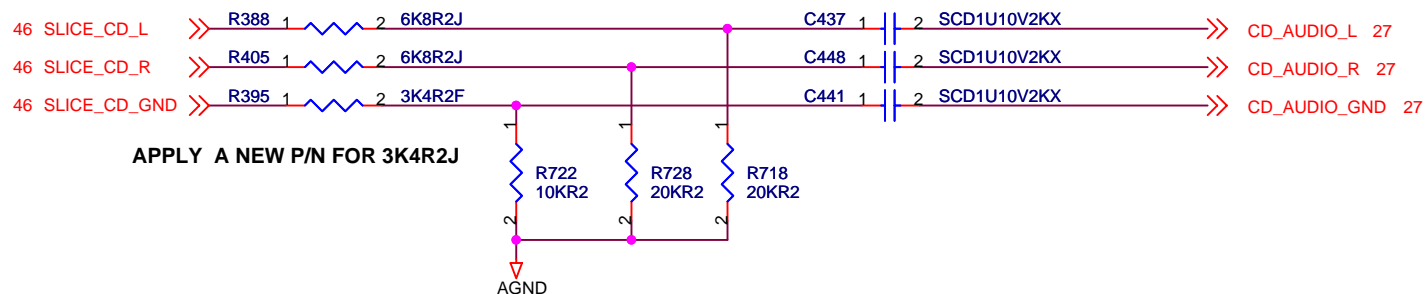 46 SLICE_CD_L R388 1 2 6K8R2J C437 1 2 SCD1U10V2KX CD_AUDIO_L 27
46 SLICE_CD_R R405 1 2 6K8R2J C448 1 2 SCD1U10V2KX CD_AUDIO_R 27
46 SLICE_CD_GND R395 1 2 3K4R2F C441 1 2 SCD1U10V2KX CD_AUDIO_GND 27
1 1 1
APPLY A NEW P/N FOR 3K4R2J
R722 R728 R718
10KR2 20KR2 20KR2
2 2 2
AGND